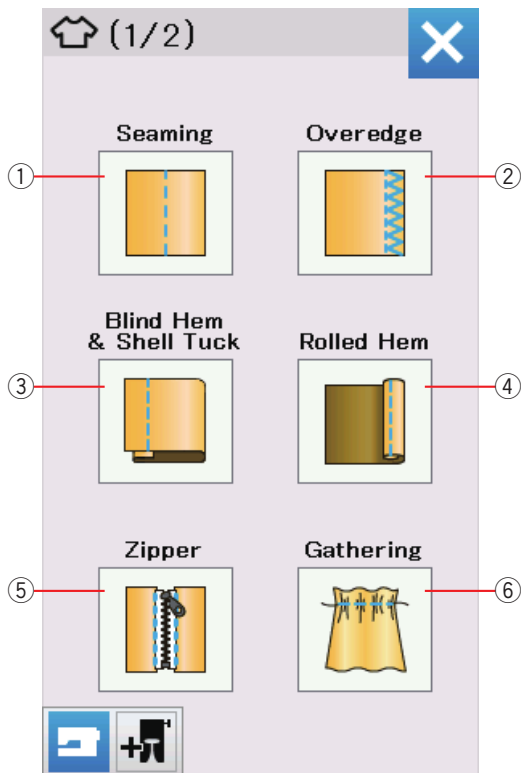 (1/2)
Seaming
Overedge
① ②
Blind Hem
& Shell Tuck
Rolled Hem
③ ④
Zipper
Gathering
⑤ ⑥